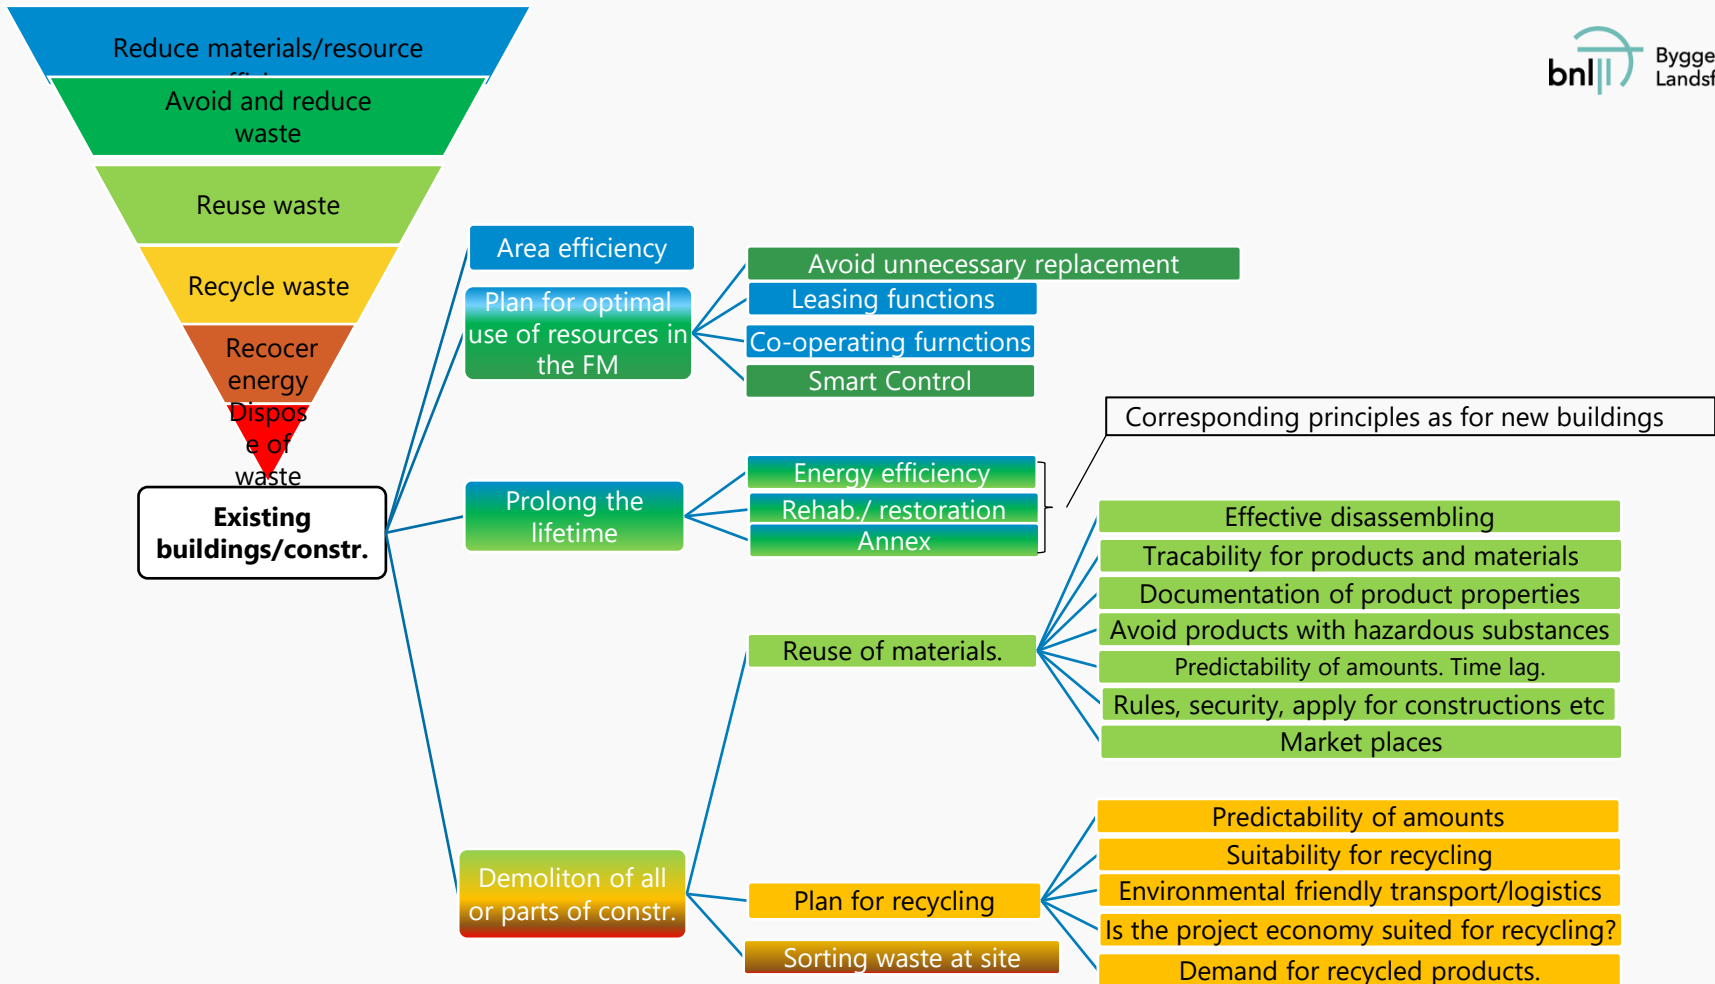 Reduce materials/resource
Avoid and reduce
waste
Reuse waste
Recycle waste
Recocer
energy
Dispos
e of
waste
Existing
buildings/constr.
bnl
Bygge
Landsf
Area efficiency
Plan for optimal
use of resources in
the FM
Avoid unnecessary replacement
Leasing functions
Co-operating furnctions
Smart Control
Corresponding principles as for new buildings
Prolong the
lifetime
Energy efficiency
Rehab./ restoration
Annex
Demoliton of all
or parts of constr.
Reuse of materials.
Effective disassembling
Tracability for products and materials
Documentation of product properties
Avoid products with hazardous substances
Predictability of amounts. Time lag.
Rules, security, apply for constructions etc
Market places
Plan for recycling
Predictability of amounts
Suitability for recycling
Environmental friendly transport/logistics
Is the project economy suited for recycling?
Demand for recycled products.
Sorting waste at site